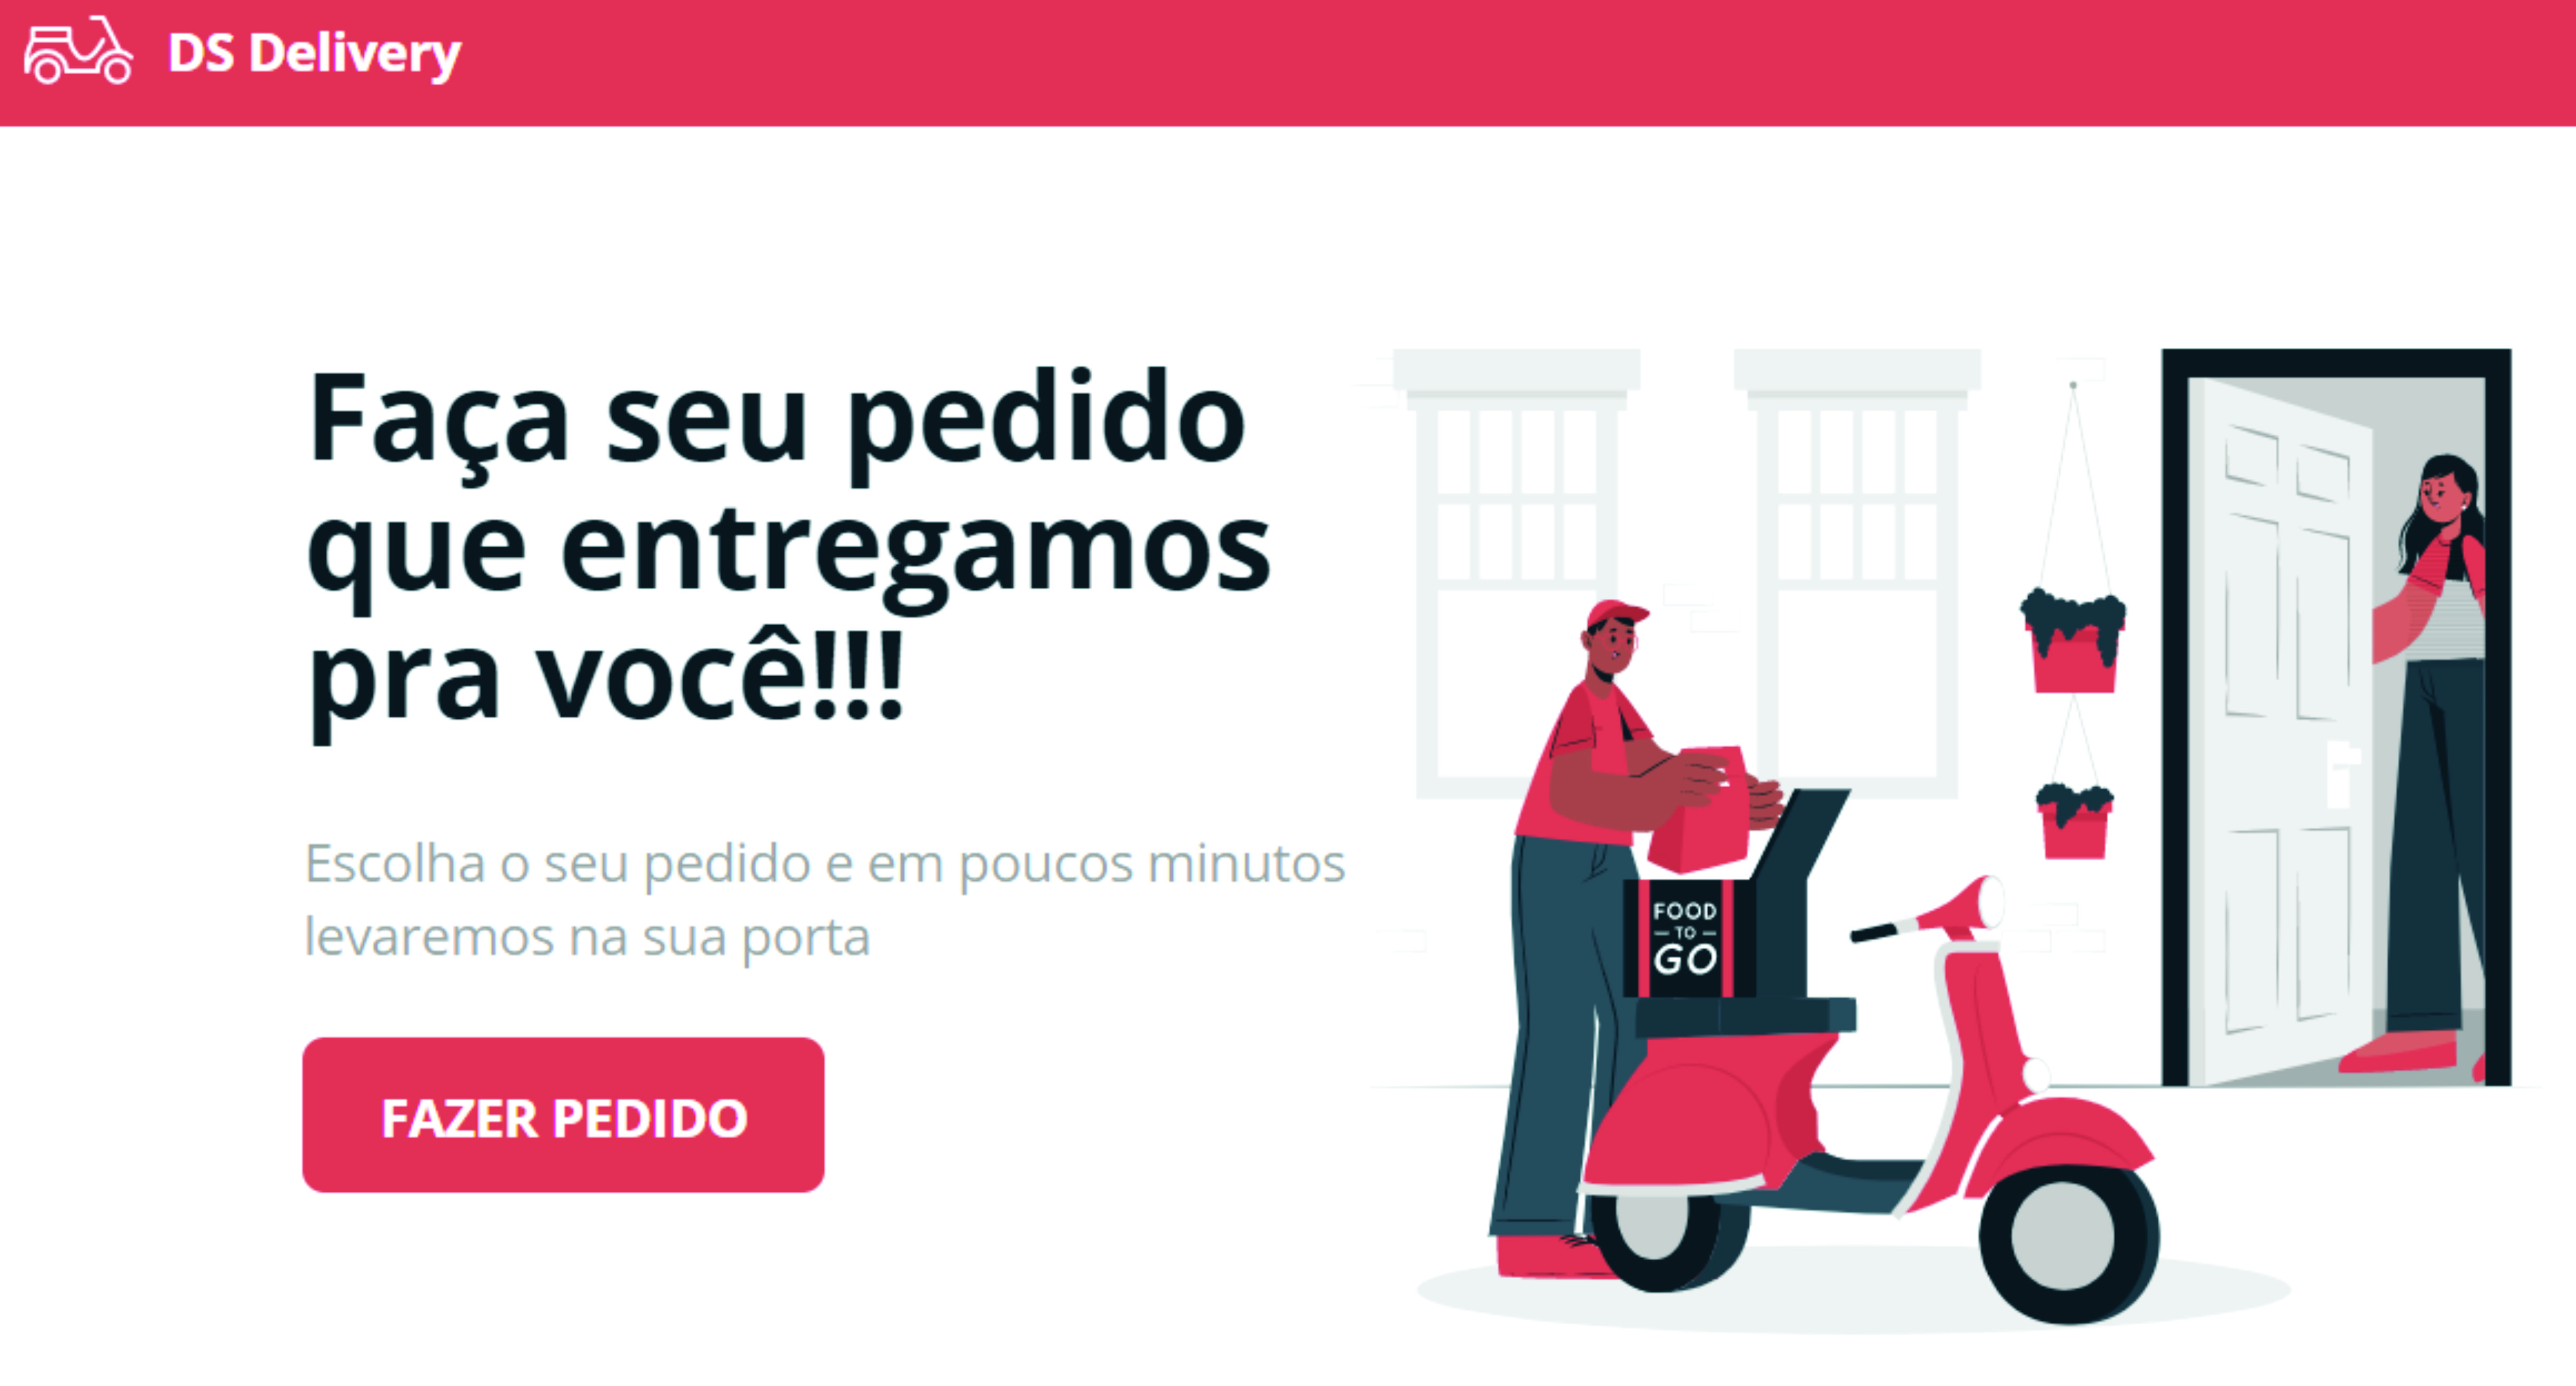 DS Delivery
Faça seu pedido
que entregamos
pra você!!!
Escolha o seu pedido e em poucos minutos
levaremos na sua porta
FAZER PEDIDO
FOOD
TO
GO